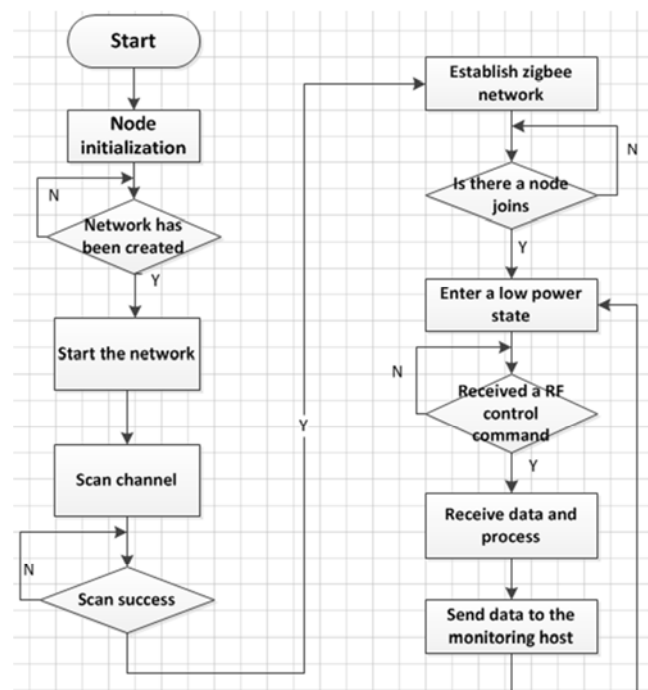 Start
Node
initialization
N
Network has
been created
Y
Start the network
Scan channel
N
Scan success
Y
Establish zigbee
network
N
Is there a node
joins
Y
Enter a low power
state
N
Received a RF
control
command
Y
Receive data and
process
Send data to the
monitoring host